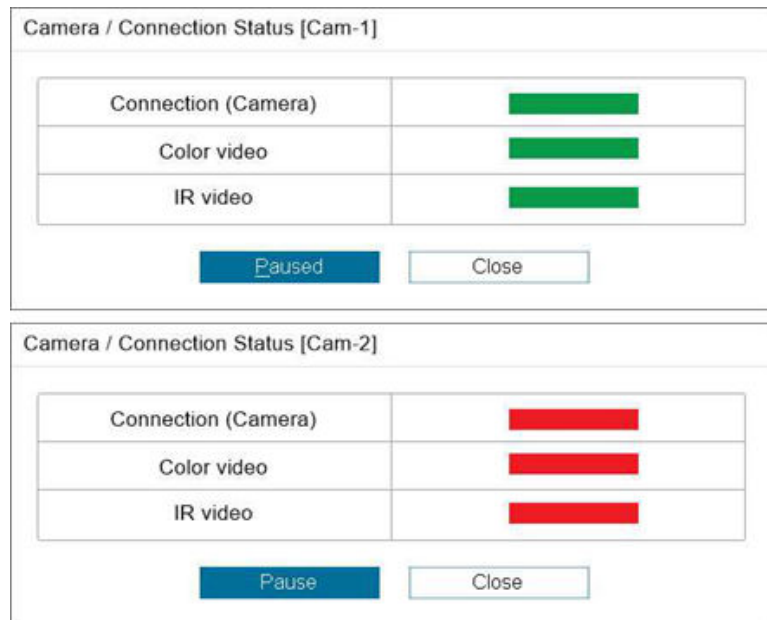 Camera / Connection Status [Cam-1]
Connection (Camera)
Color video
IR video
Paused Close
Camera / Connection Status [Cam-2]
Connection (Camera)
Color video
IR video
Pause Close